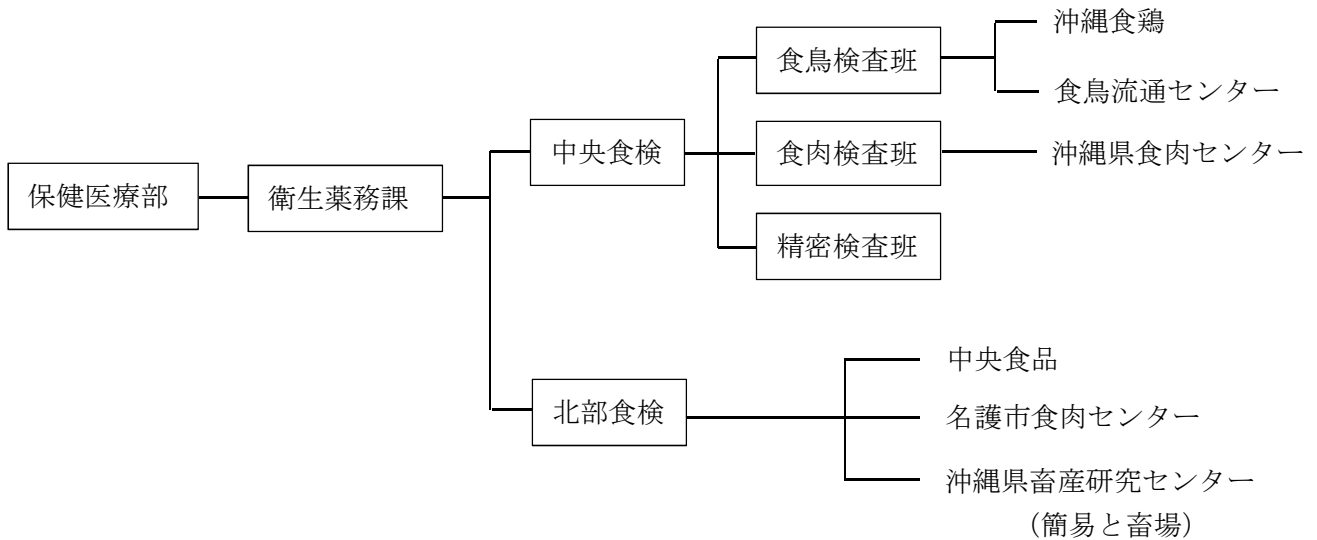 保健医療部
衛生薬務課
中央食検
食鳥検査班
沖縄食鶏
食鳥流通センター
食肉検査班
沖縄県食肉センター
精密検査班
北部食検
中央食品
名護市食肉センター
沖縄県畜産研究センター
（簡易と畜場）